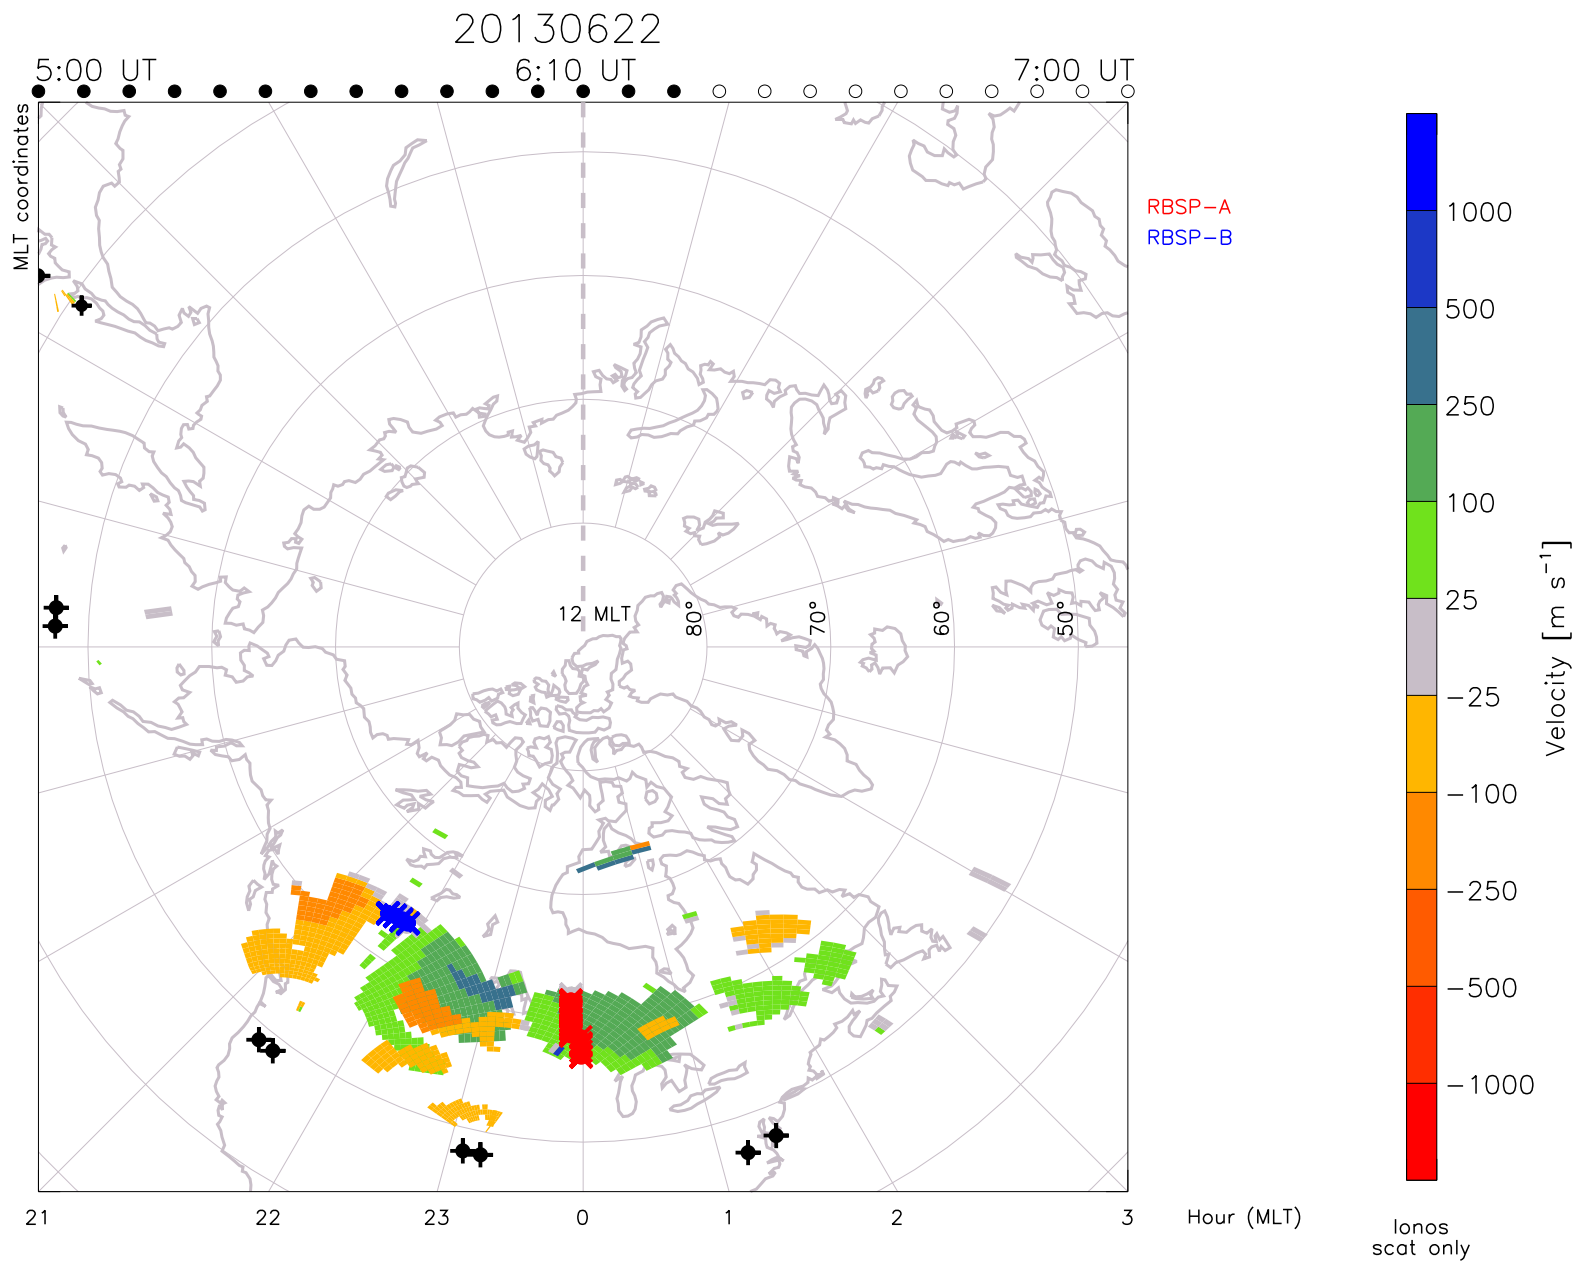 20130622
5:00 UT 6:10 UT 7:00 UT
MLT coordinates
RBSP-A
RBSP-B
12 MLT
80° 70° 60° 50°
1000
500
250
100
25
-25
-100
-250
-500
-1000
Velocity [m s⁻¹]
21 22 23 0 1 2 3 Hour (MLT)
Ionos
scat only